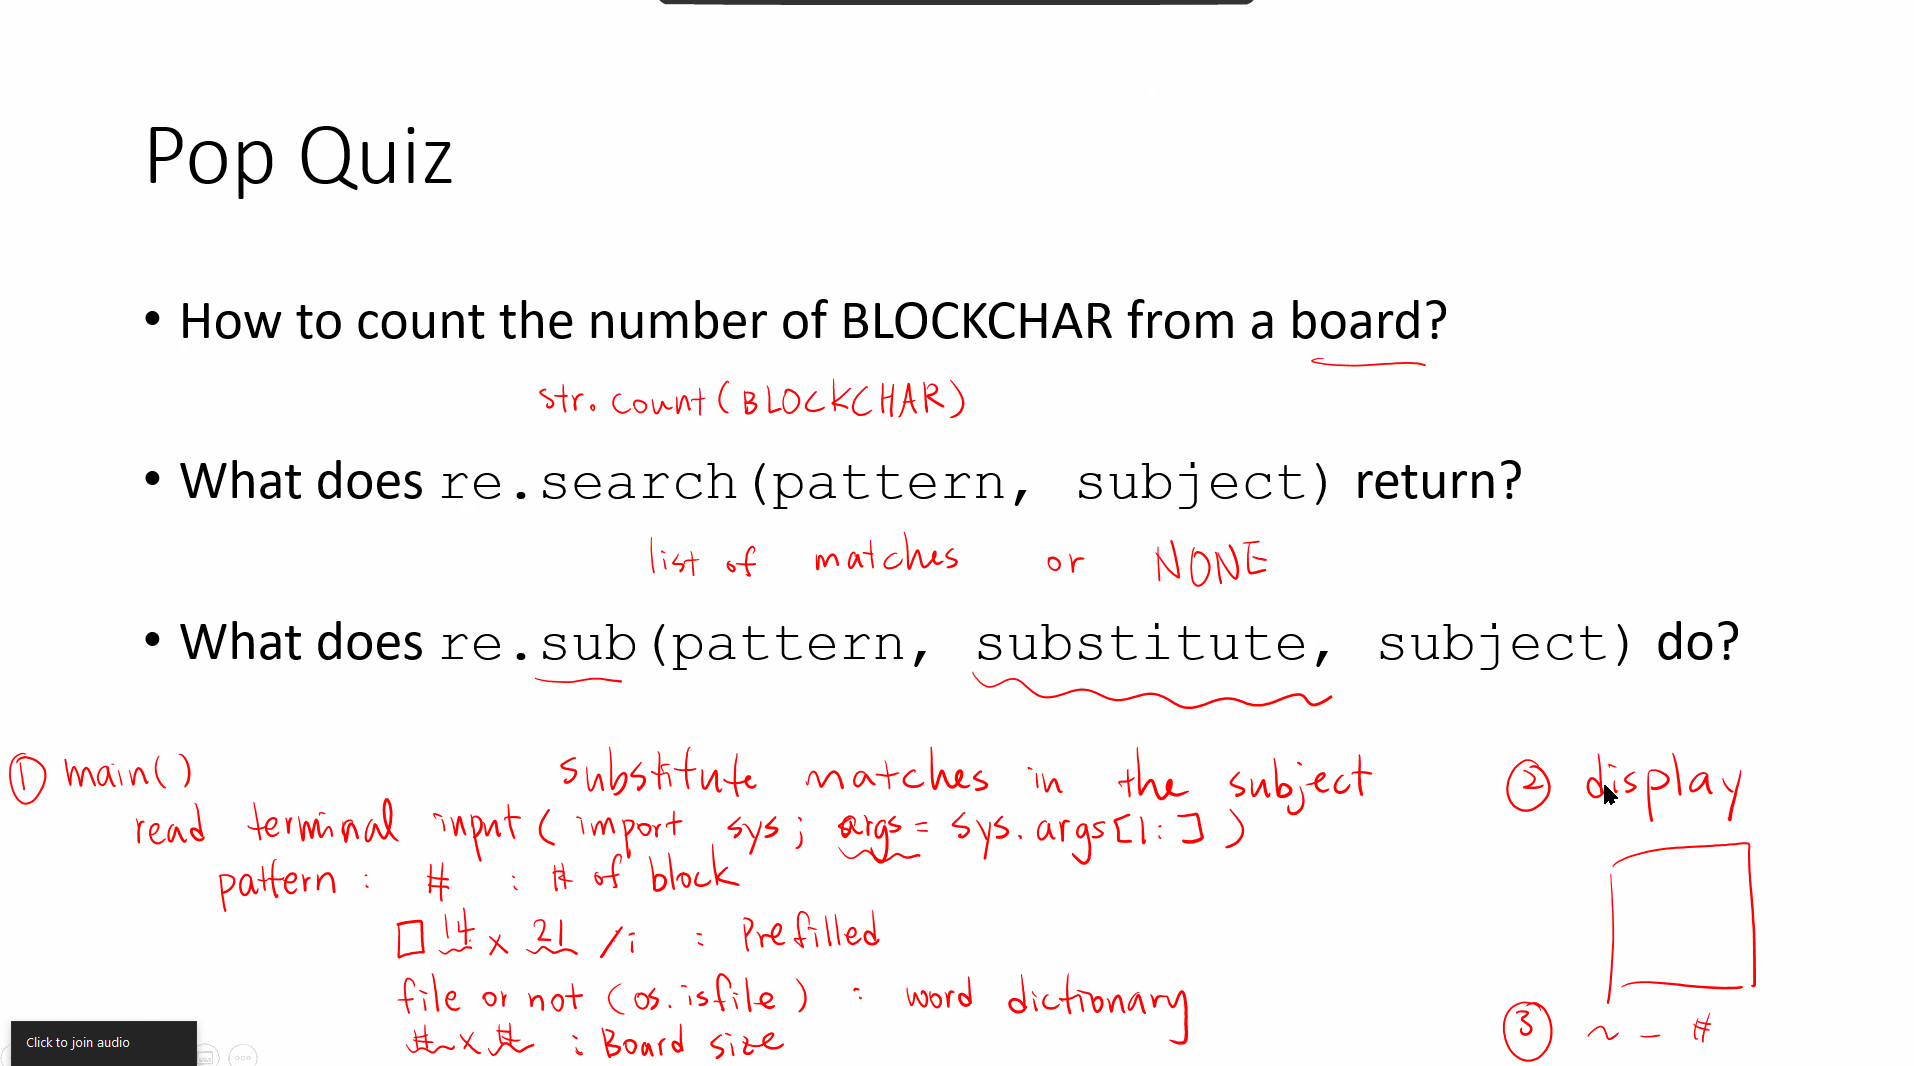 Pop Quiz
• How to count the number of BLOCKCHAR from a board?
str.count(BLOCKCHAR)
• What does re.search(pattern, subject) return?
list of matches or NONE
• What does re.sub(pattern, substitute, subject) do?
① main() substitute matches in the subject ② display
read terminal input ( import sys; args = sys.args[1:] )
pattern : # : # of block
□ 14 x 21 /i : Prefilled
file or not (os.isfile) : word dictionary
# x # : Board size ③ ~ - #
Click to join audio